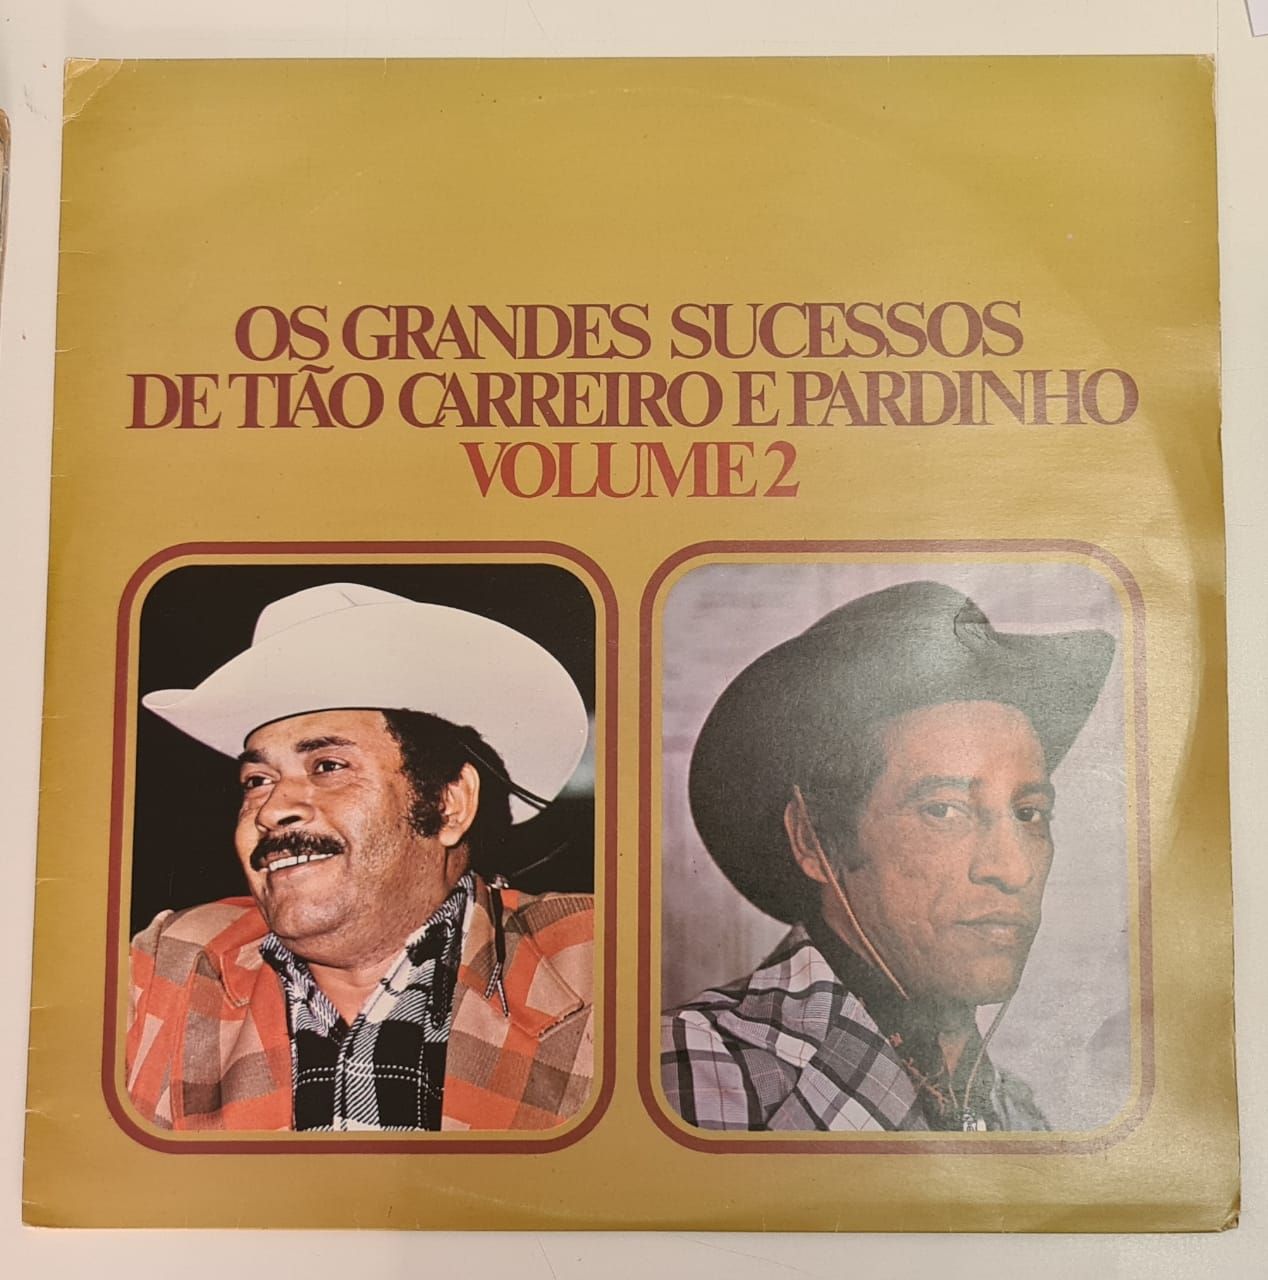 OS GRANDES SUCESSOS
DE TIÃO CARREIRO E PARDINHO
VOLUME 2